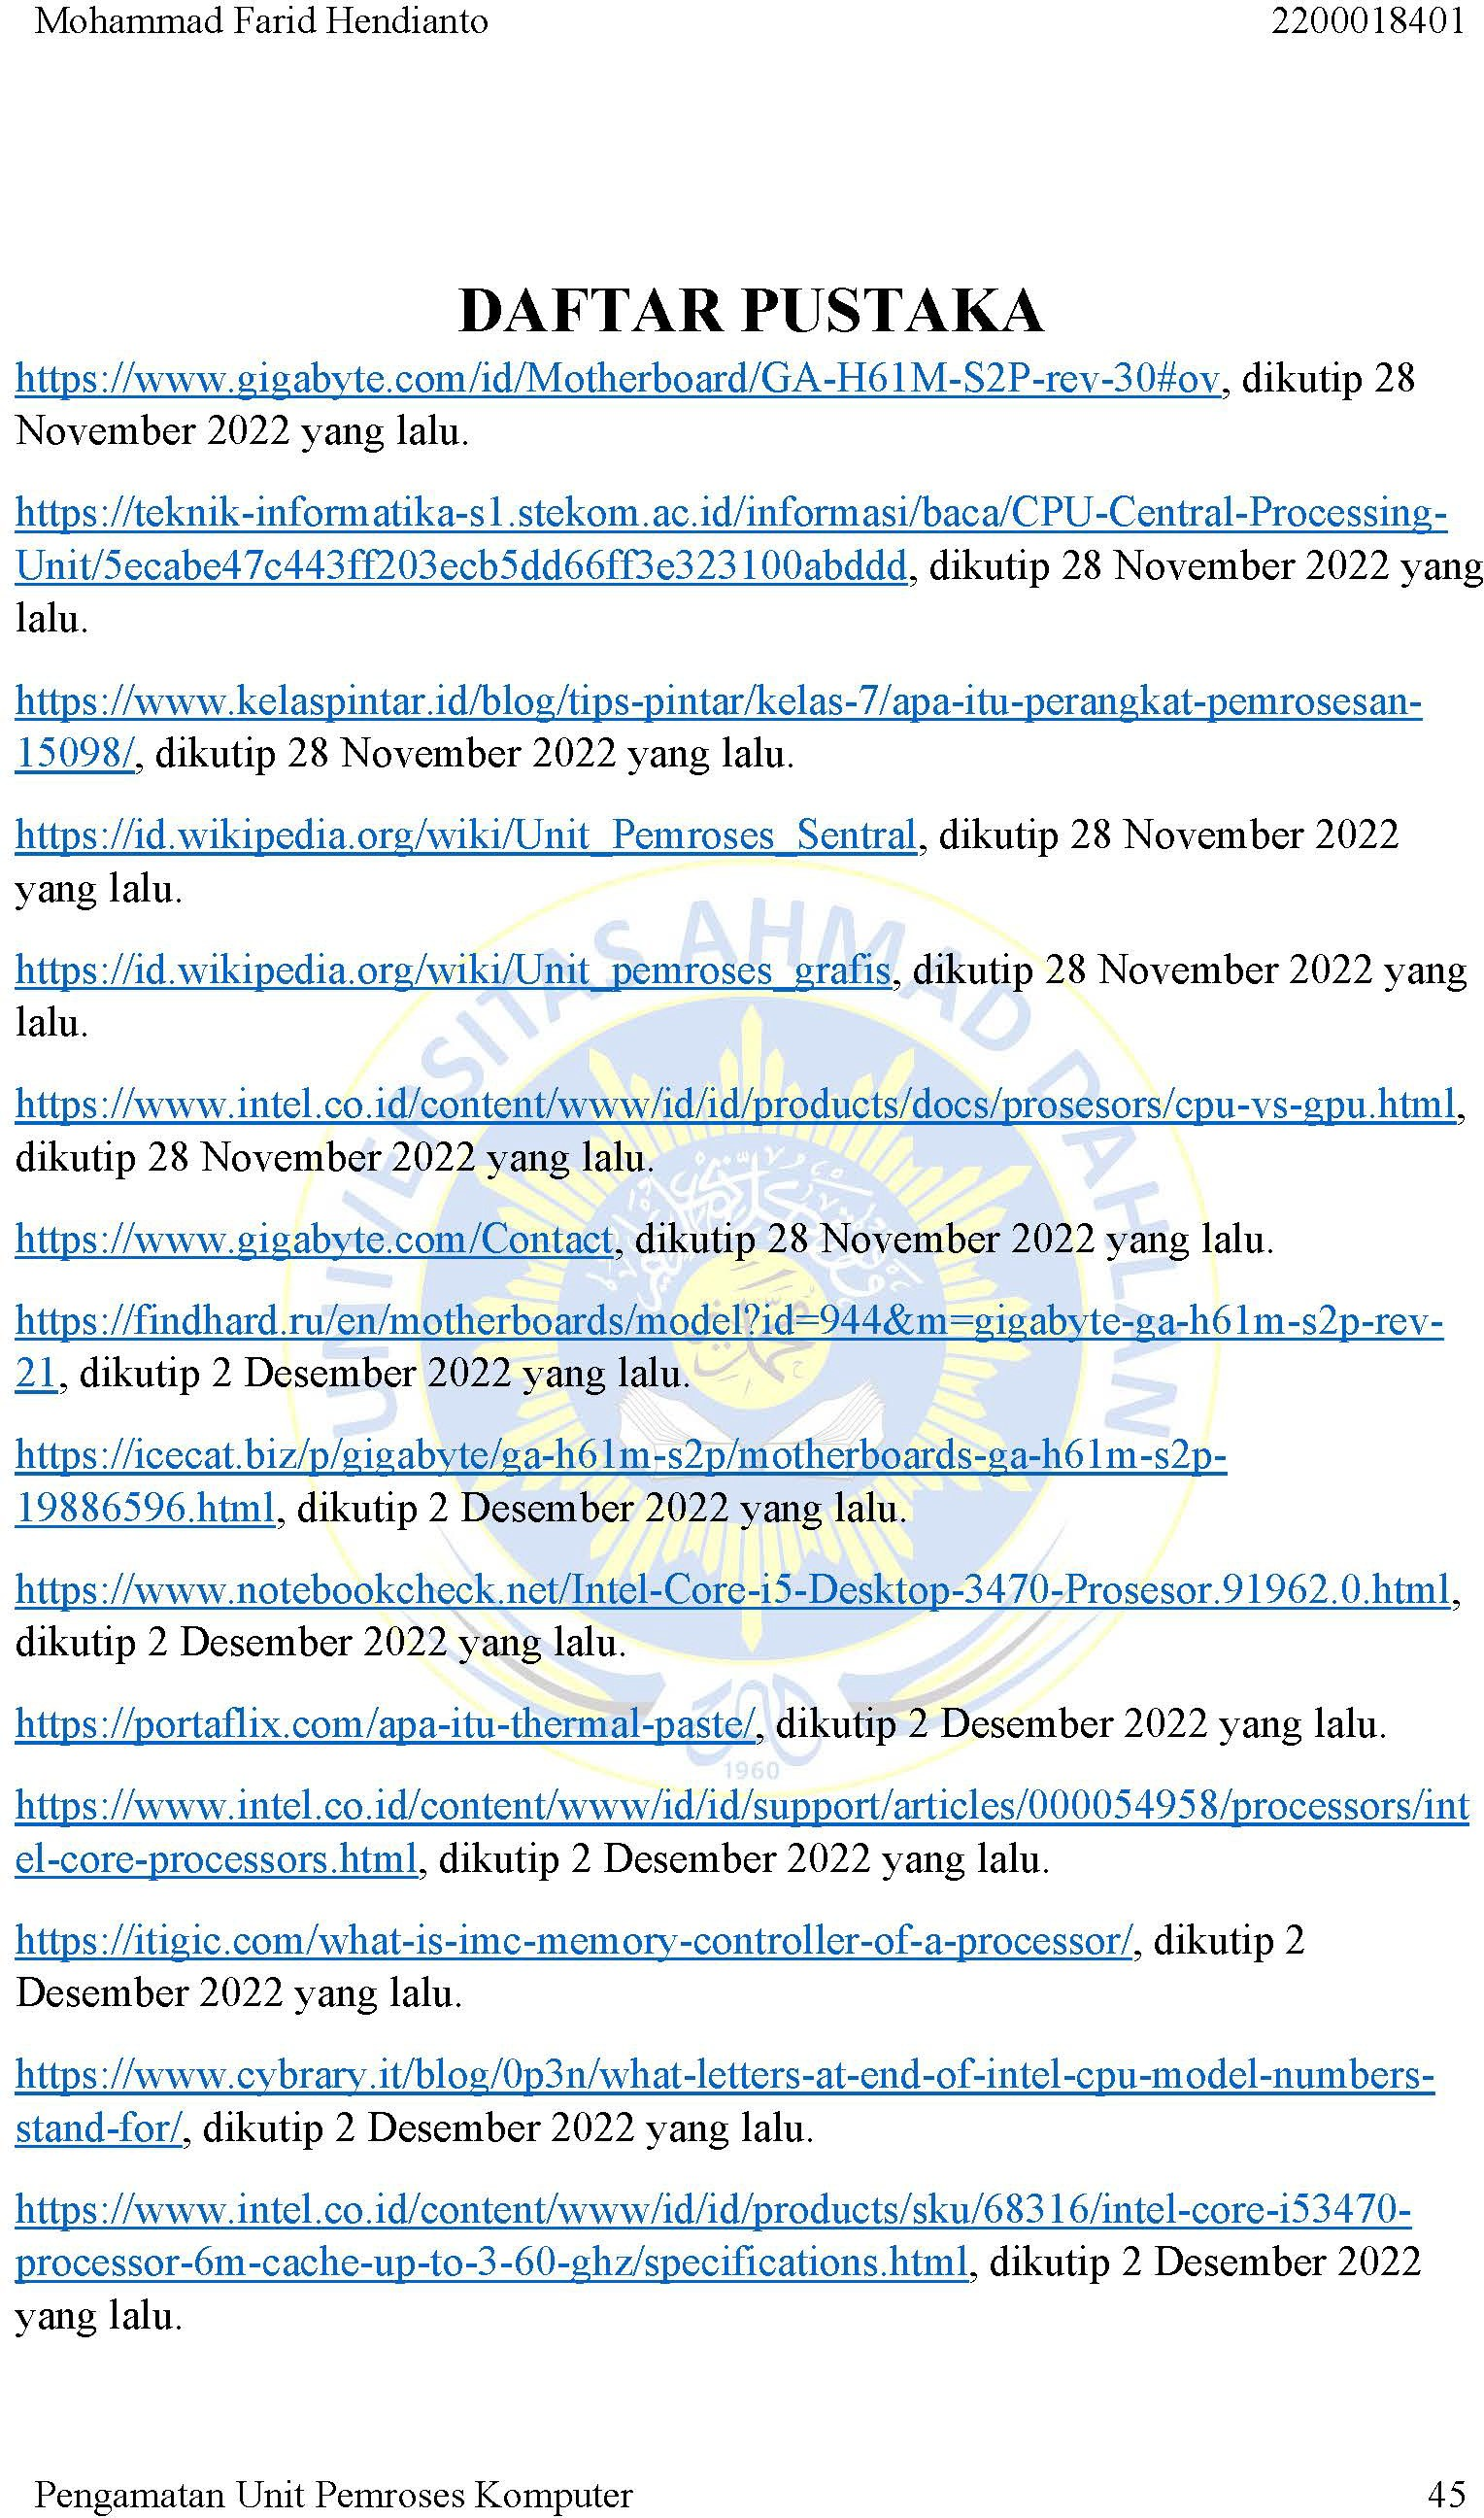 Mohammad Farid Hendianto 2200018401
DAFTAR PUSTAKA
https://www.gigabyte.com/id/Motherboard/GA-H61M-S2P-rev-30#ov, dikutip 28
November 2022 yang lalu.
https://teknik-informatika-s1.stekom.ac.id/informasi/baca/CPU-Central-Processing-
Unit/5ecabe47c443ff203ecb5dd66ff3e323100abddd, dikutip 28 November 2022 yang
lalu.
https://www.kelaspintar.id/blog/tips-pintar/kelas-7/apa-itu-perangkat-pemrosesan-
15098/, dikutip 28 November 2022 yang lalu.
https://id.wikipedia.org/wiki/Unit_Pemroses_Sentral, dikutip 28 November 2022
yang lalu.
https://id.wikipedia.org/wiki/Unit_pemroses_grafis, dikutip 28 November 2022 yang
lalu.
https://www.intel.co.id/content/www/id/id/products/docs/prosesors/cpu-vs-gpu.html,
dikutip 28 November 2022 yang lalu.
https://www.gigabyte.com/Contact, dikutip 28 November 2022 yang lalu.
https://findhard.ru/en/motherboards/model?id=944&m=gigabyte-ga-h61m-s2p-rev-
21, dikutip 2 Desember 2022 yang lalu.
https://icecat.biz/p/gigabyte/ga-h61m-s2p/motherboards-ga-h61m-s2p-
19886596.html, dikutip 2 Desember 2022 yang lalu.
https://www.notebookcheck.net/Intel-Core-i5-Desktop-3470-Prosesor.91962.0.html,
dikutip 2 Desember 2022 yang lalu.
https://portaflix.com/apa-itu-thermal-paste/, dikutip 2 Desember 2022 yang lalu.
https://www.intel.co.id/content/www/id/id/support/articles/000054958/processors/int
el-core-processors.html, dikutip 2 Desember 2022 yang lalu.
https://itigic.com/what-is-imc-memory-controller-of-a-processor/, dikutip 2
Desember 2022 yang lalu.
https://www.cybrary.it/blog/0p3n/what-letters-at-end-of-intel-cpu-model-numbers-
stand-for/, dikutip 2 Desember 2022 yang lalu.
https://www.intel.co.id/content/www/id/id/products/sku/68316/intel-core-i53470-
processor-6m-cache-up-to-3-60-ghz/specifications.html, dikutip 2 Desember 2022
yang lalu.
UNIVERSITAS AHMAD DAHLAN
1960
Pengamatan Unit Pemroses Komputer 45